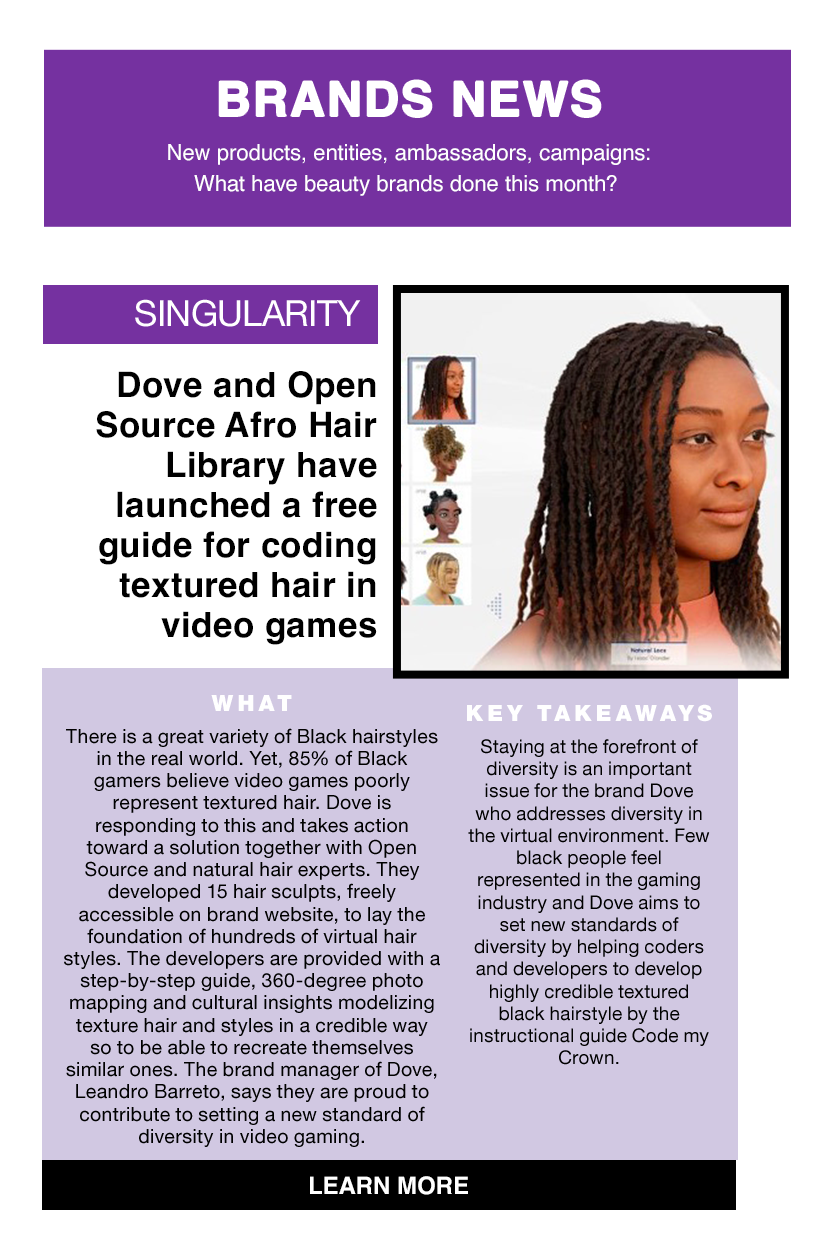 BRANDS NEWS
New products, entities, ambassadors, campaigns:
What have beauty brands done this month?
SINGULARITY
Dove and Open
Source Afro Hair
Library have
launched a free
guide for coding
textured hair in
video games
Natural Locs
WHAT
There is a great variety of Black hairstyles
in the real world. Yet, 85% of Black
gamers believe video games poorly
represent textured hair. Dove is
responding to this and takes action
toward a solution together with Open
Source and natural hair experts. They
developed 15 hair sculpts, freely
accessible on brand website, to lay the
foundation of hundreds of virtual hair
styles. The developers are provided with a
step-by-step guide, 360-degree photo
mapping and cultural insights modelizing
texture hair and styles in a credible way
so to be able to recreate themselves
similar ones. The brand manager of Dove,
Leandro Barreto, says they are proud to
contribute to setting a new standard of
diversity in video gaming.
KEY TAKEAWAYS
Staying at the forefront of
diversity is an important
issue for the brand Dove
who addresses diversity in
the virtual environment. Few
black people feel
represented in the gaming
industry and Dove aims to
set new standards of
diversity by helping coders
and developers to develop
highly credible textured
black hairstyle by the
instructional guide Code my
Crown.
LEARN MORE